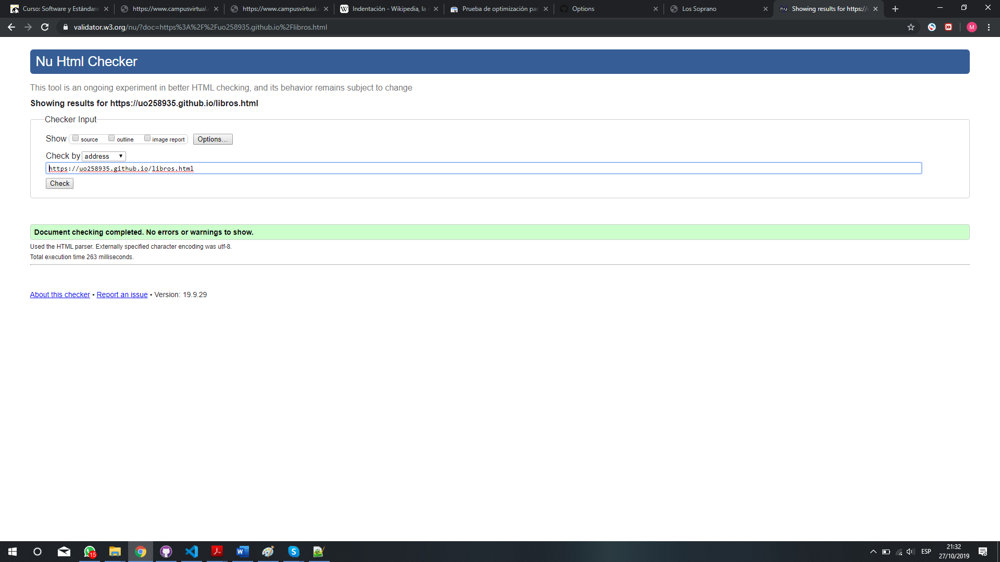 Curso: Software y Estándare
https://www.campusvirtual.
https://www.campusvirtual.
Indentación - Wikipedia, la
Prueba de optimización par
Options
Los Soprano
Showing results for https://
validator.w3.org/nu/?doc=https%3A%2F%2Fuo258935.github.io%2Flibros.html
M
Nu Html Checker
This tool is an ongoing experiment in better HTML checking, and its behavior remains subject to change
Showing results for https://uo258935.github.io/libros.html
Checker Input
Show source outline image report Options...
Check by address
https://uo258935.github.io/libros.html
Check
Document checking completed. No errors or warnings to show.
Used the HTML parser. Externally specified character encoding was utf-8.
Total execution time 263 milliseconds.
About this checker • Report an issue • Version: 19.9.29
15
ESP
21:32
27/10/2019